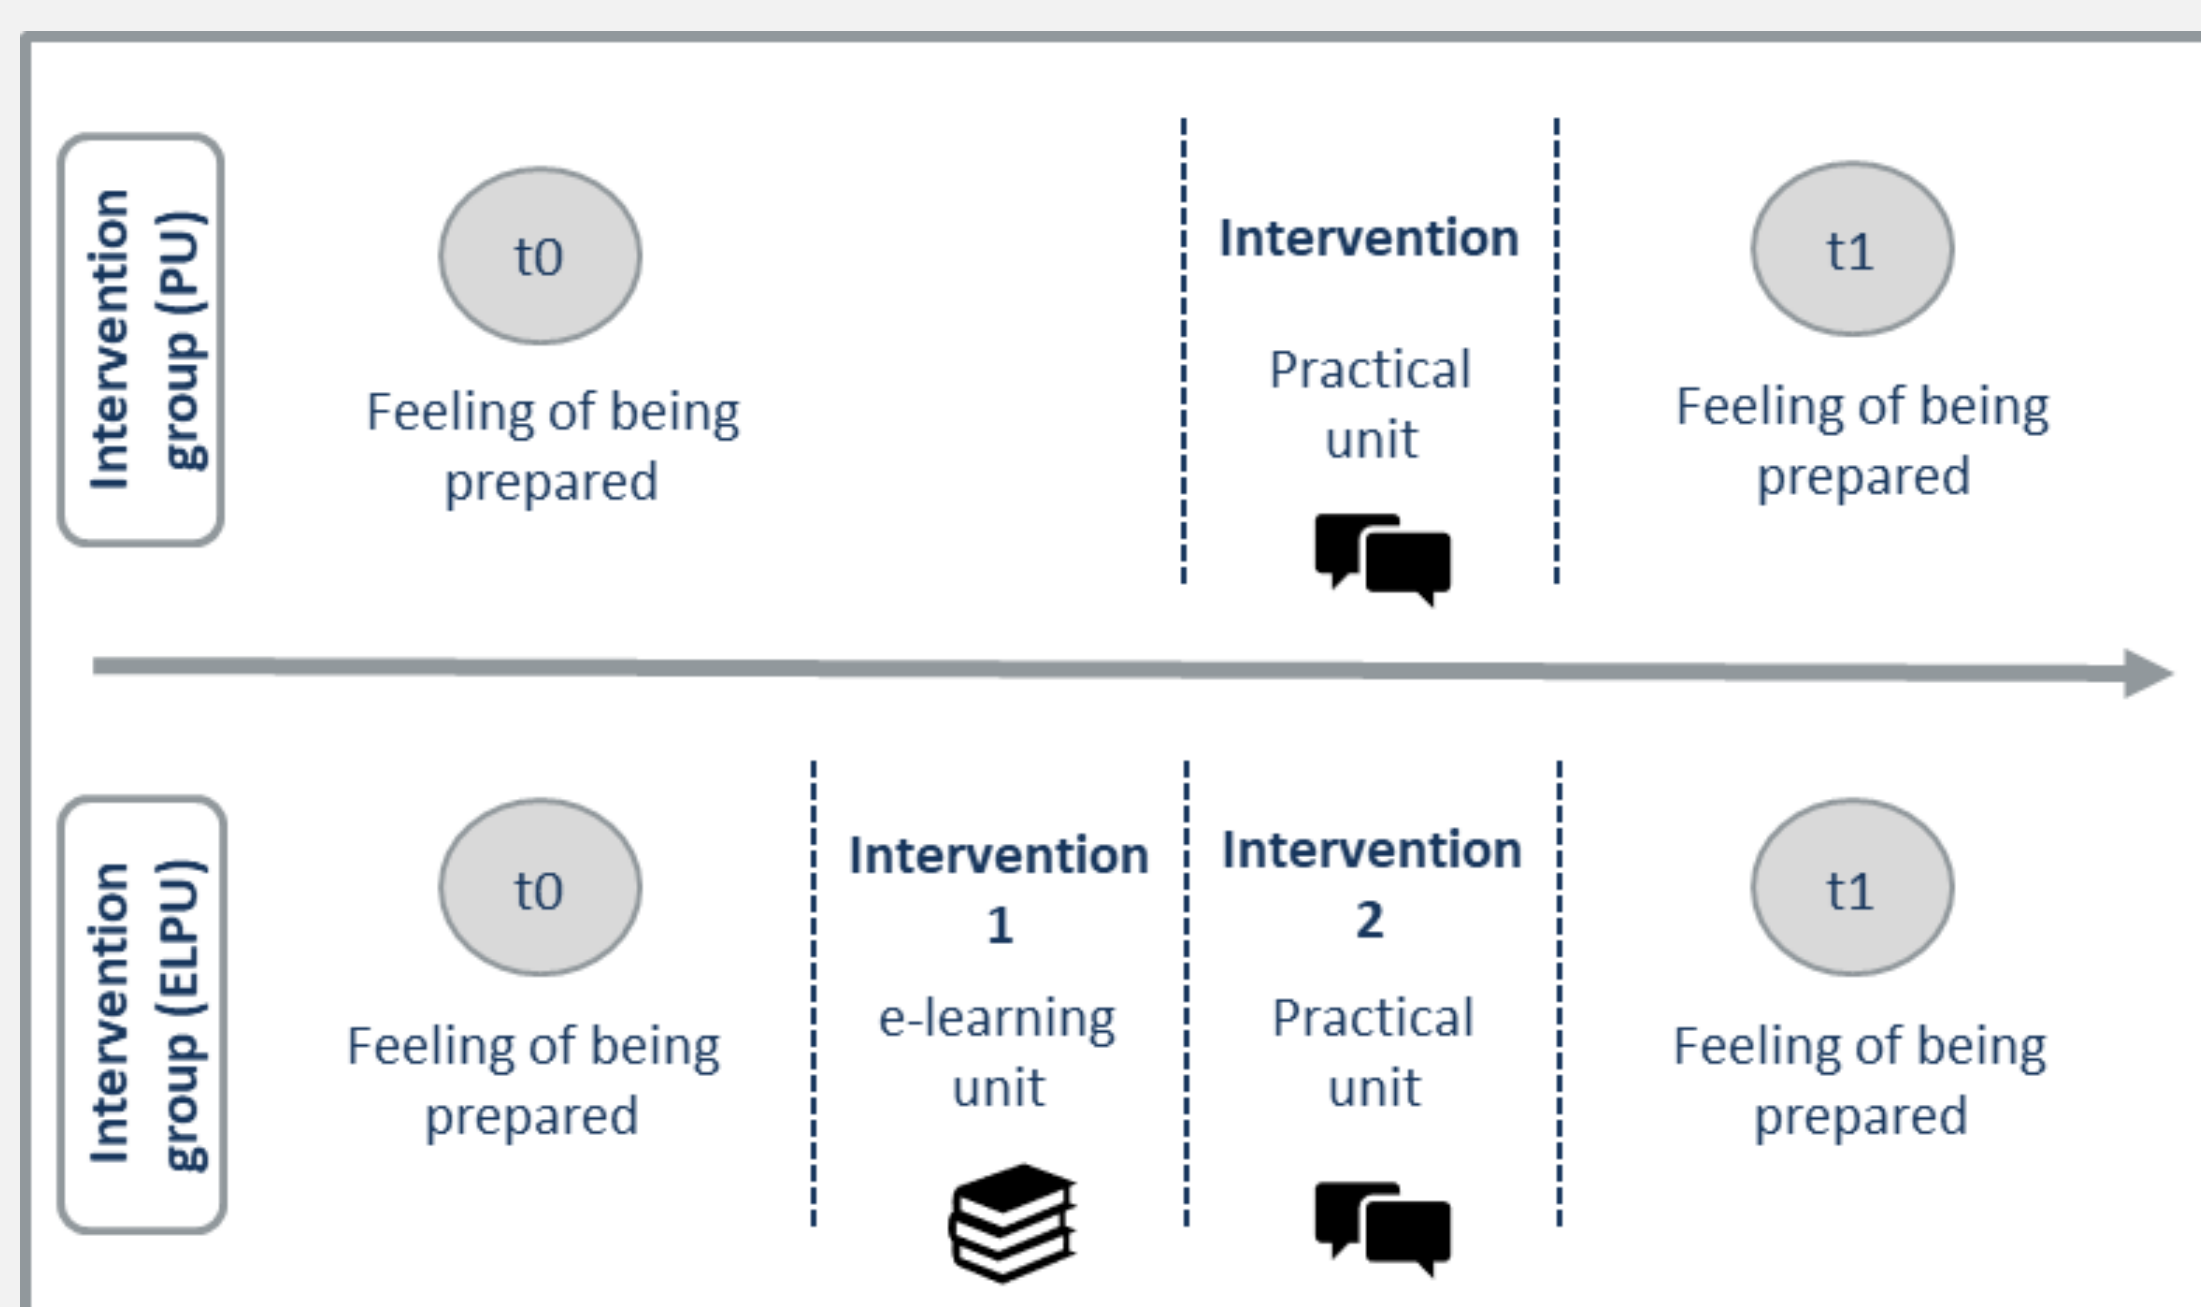 Intervention
group (PU)
t0
Feeling of being
prepared
Intervention
Practical
unit
t1
Feeling of being
prepared
Intervention
group (ELPU)
t0
Feeling of being
prepared
Intervention
1
e-learning
unit
Intervention
2
Practical
unit
t1
Feeling of being
prepared